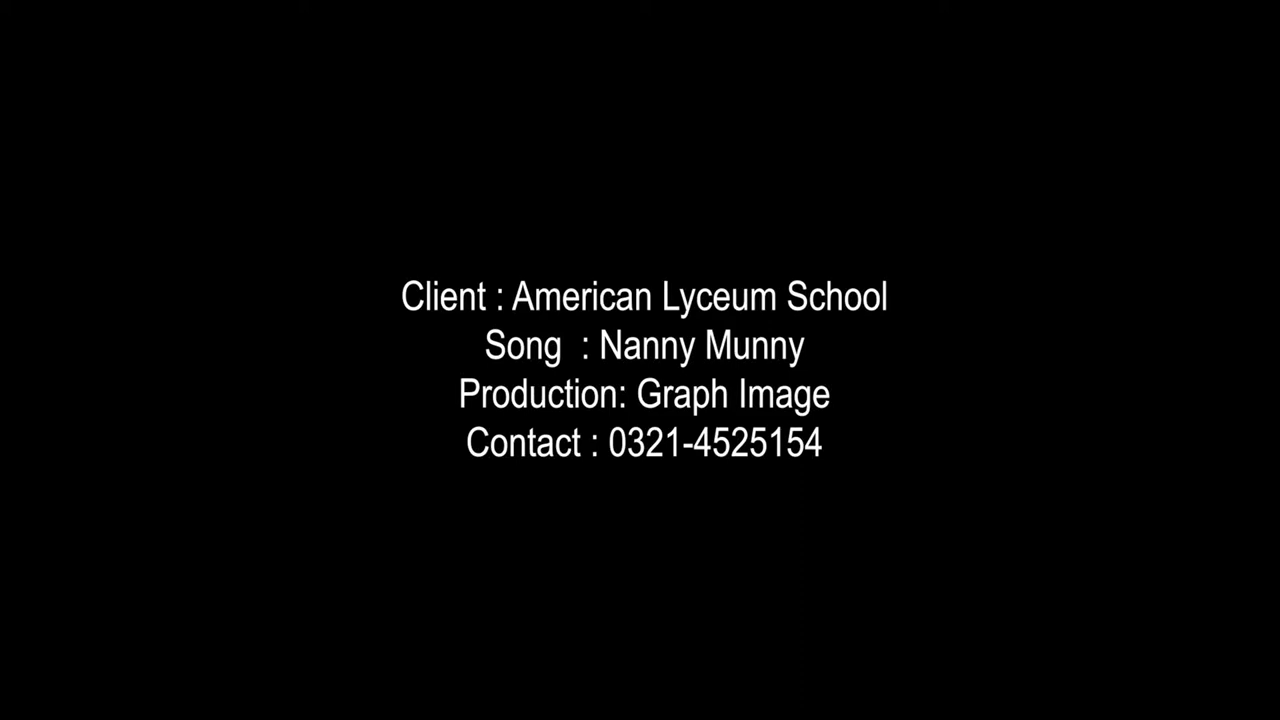 Client : American Lyceum School
Song  : Nanny Munny
Production: Graph Image
Contact : 0321-4525154